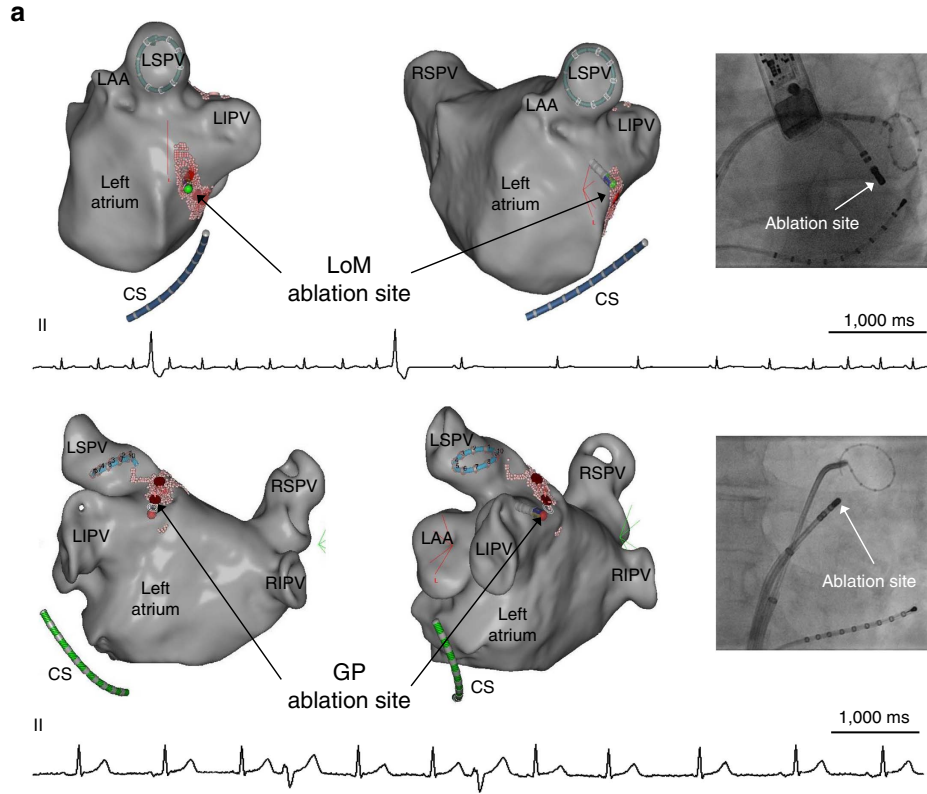 a
LSPV
LAA
LIPV
Left
atrium
CS
RSPV
LSPV
LAA
LIPV
Left
atrium
CS
Ablation site
LoM
ablation site
II
1,000 ms
LSPV
RSPV
LIPV
RIPV
Left
atrium
CS
LSPV
RSPV
LAA
LIPV
RIPV
Left
atrium
CS
Ablation site
GP
ablation site
II
1,000 ms